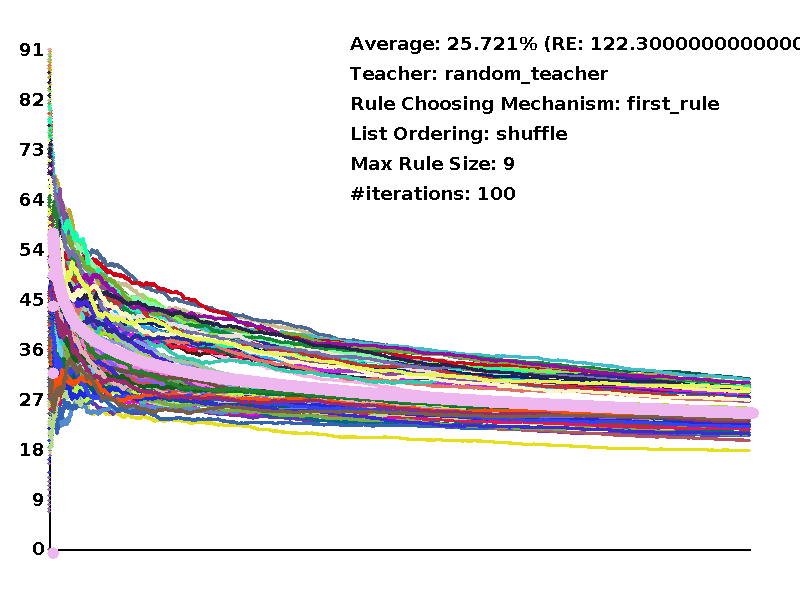 Average: 25.721% (RE: 122.3000000000000
Teacher: random_teacher
Rule Choosing Mechanism: first_rule
List Ordering: shuffle
Max Rule Size: 9
#iterations: 100
91
82
73
64
54
45
36
27
18
9
0